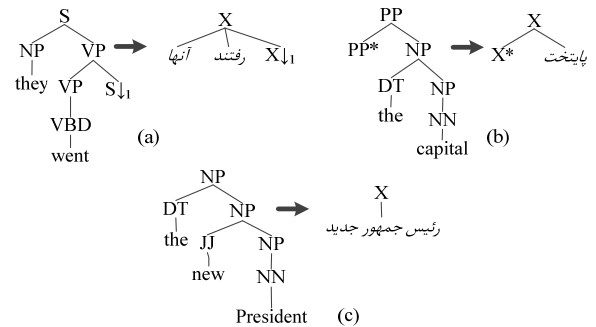 S
X
NP VP
they VP S↓1
آنها رفتند X↓1
VBD
went
(a)
PP
X
PP* NP
X* پایتخت
DT NP
the NN
capital
(b)
NP
X
DT NP
رئیس جمهور جدید
the JJ NP
new NN
President
(c)